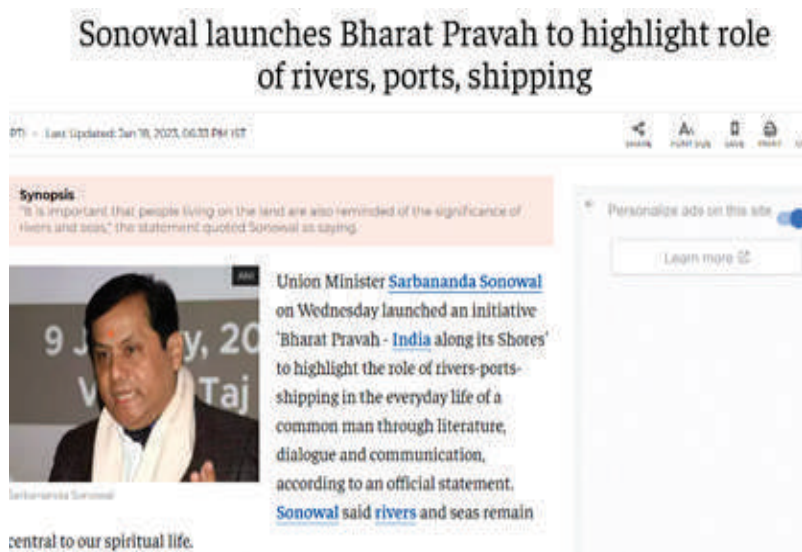 Sonowal launches Bharat Pravah to highlight role
of rivers, ports, shipping
PTI - Last Updated: Jan 18, 2023, 06:33 PM IST
SHARE FONT SIZE SAVE PRINT
Synopsis
"It is important that people living on the land are also reminded of the significance of
rivers and seas," the statement quoted Sonowal as saying.
Personalize ads on this site
Learn more
ANI
9 J y, 20
V Taj
Sarbananda Sonowal
Union Minister Sarbananda Sonowal
on Wednesday launched an initiative
'Bharat Pravah - India along its Shores'
to highlight the role of rivers-ports-
shipping in the everyday life of a
common man through literature,
dialogue and communication,
according to an official statement.
Sonowal said rivers and seas remain
central to our spiritual life.